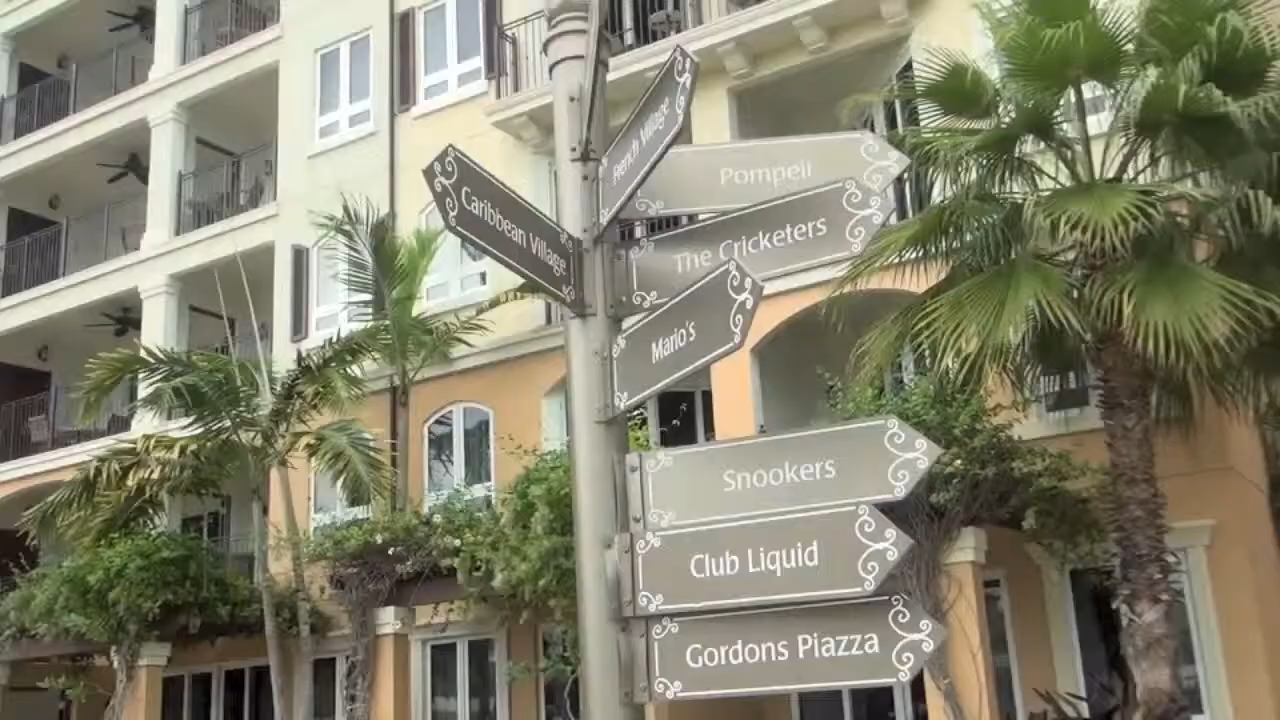 French Village
Pompeii
Caribbean Village
The Cricketers
Mario's
Snookers
Club Liquid
Gordons Piazza